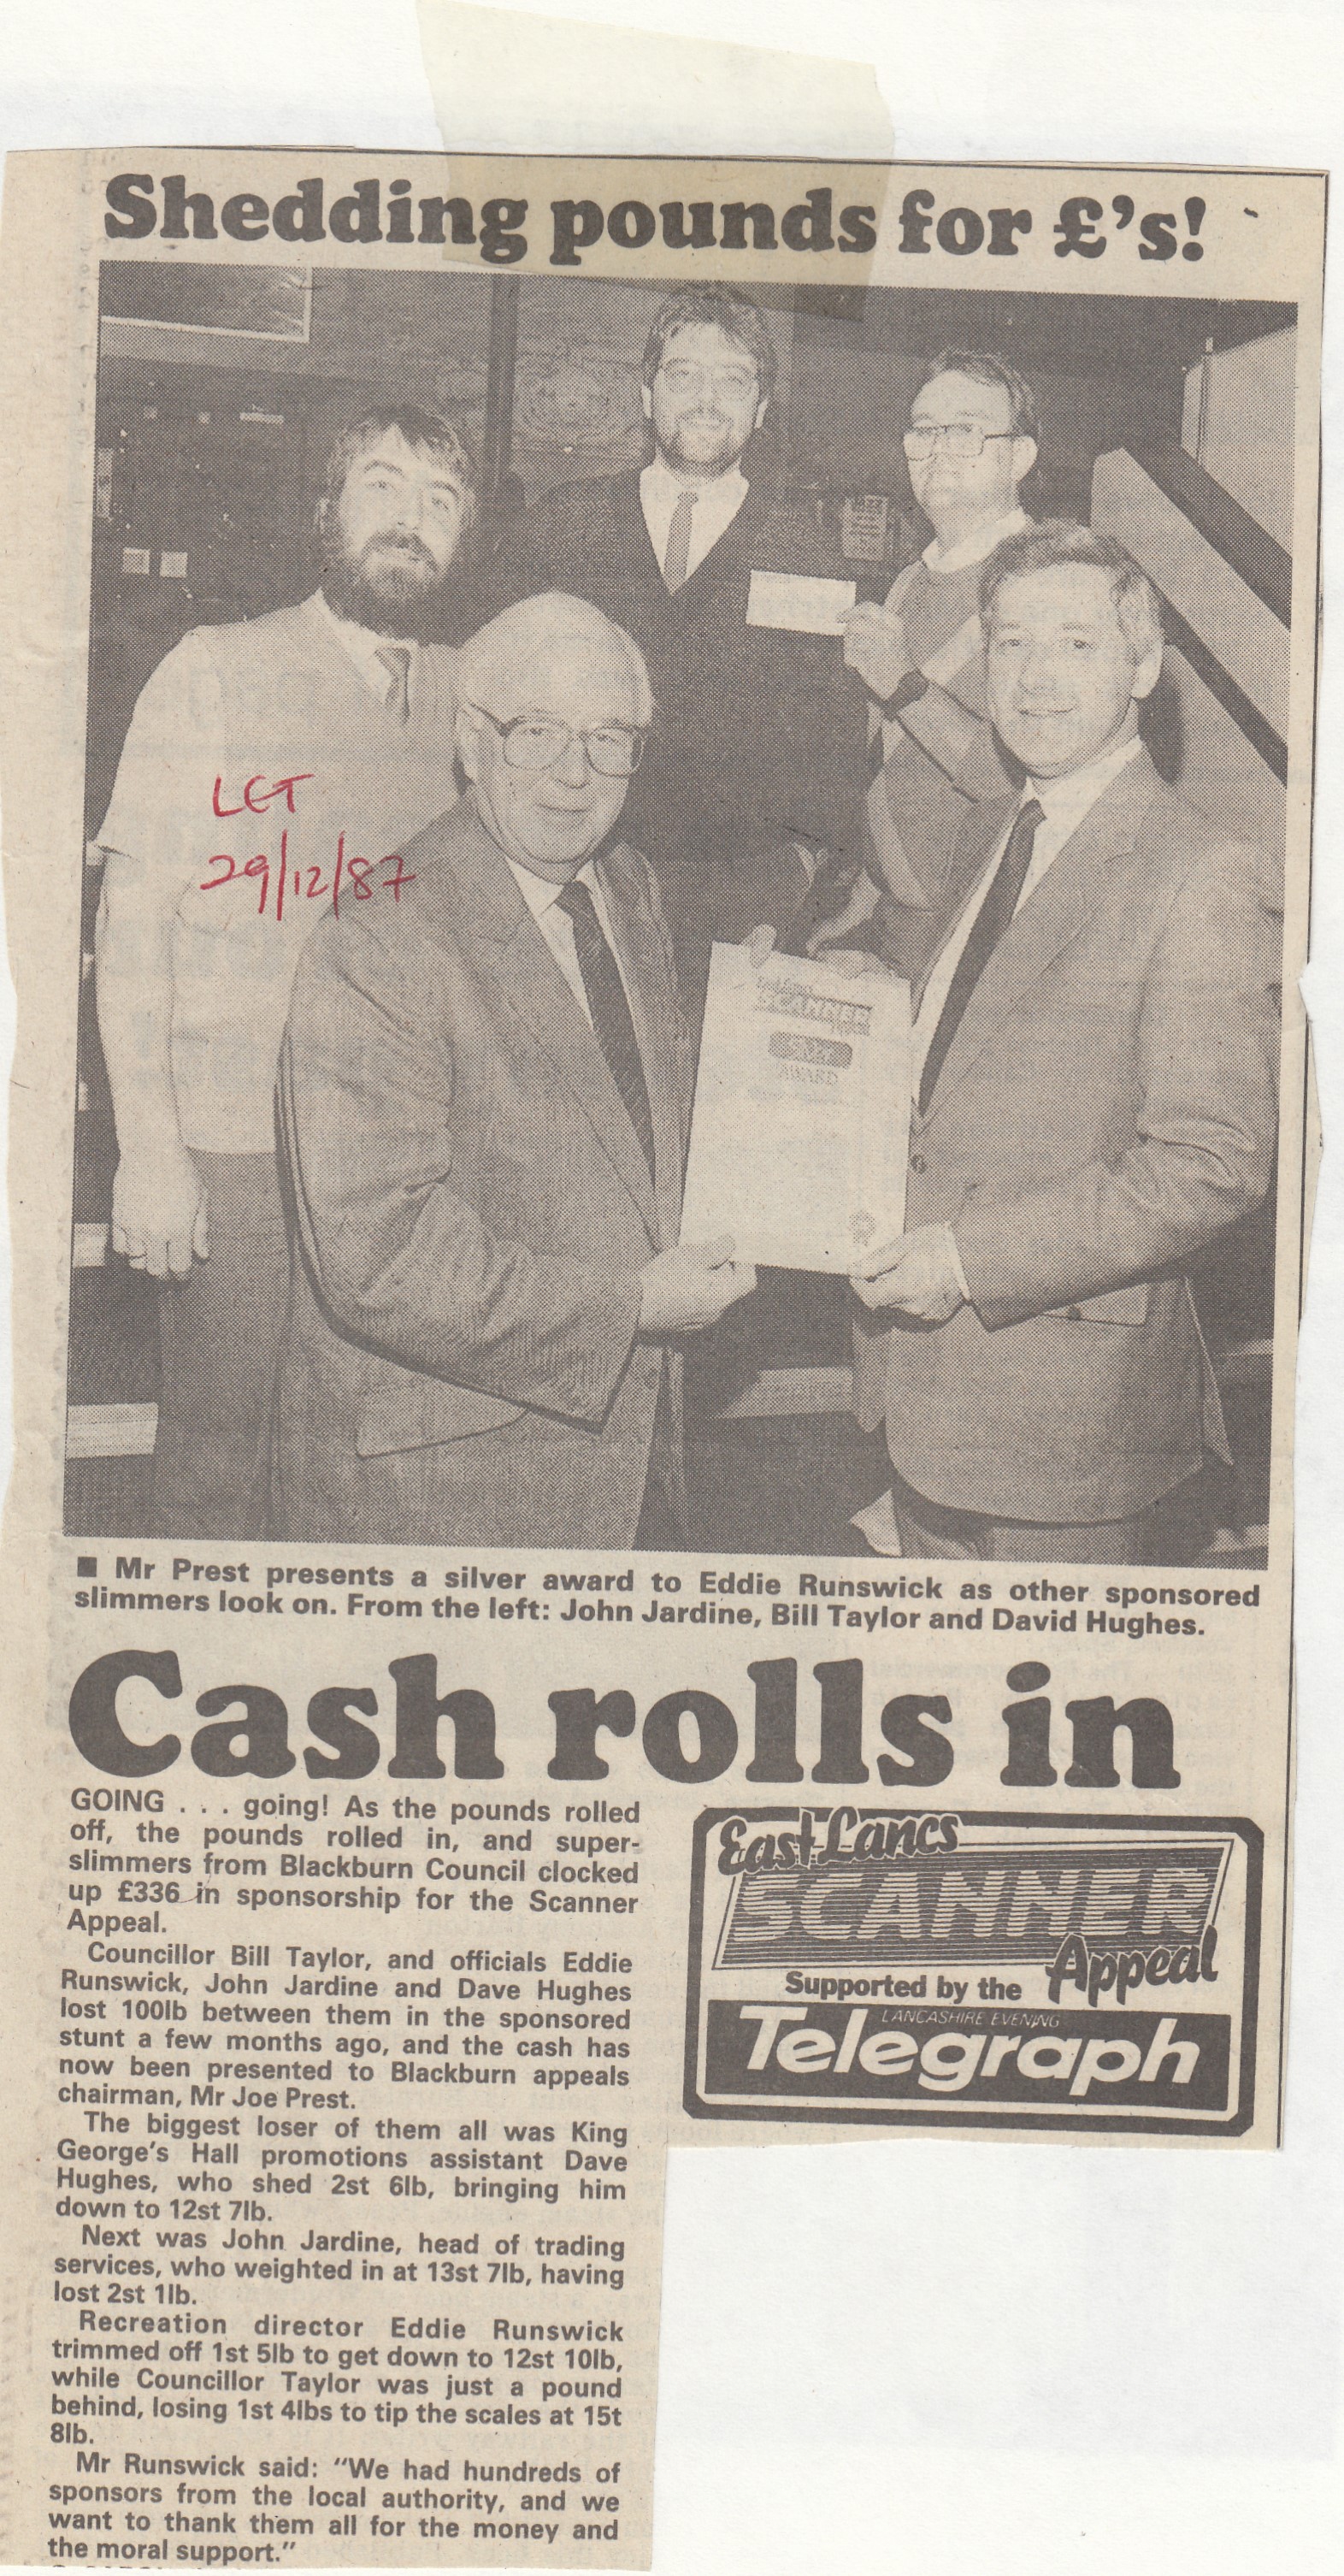 Shedding pounds for £'s!
LET
29/12/87
SCANNER
AWARD
■ Mr Prest presents a silver award to Eddie Runswick as other sponsored
slimmers look on. From the left: John Jardine, Bill Taylor and David Hughes.
Cash rolls in
GOING . . . going! As the pounds rolled
off, the pounds rolled in, and super-
slimmers from Blackburn Council clocked
up £336 in sponsorship for the Scanner
Appeal.
Councillor Bill Taylor, and officials Eddie
Runswick, John Jardine and Dave Hughes
lost 100lb between them in the sponsored
stunt a few months ago, and the cash has
now been presented to Blackburn appeals
chairman, Mr Joe Prest.
The biggest loser of them all was King
George's Hall promotions assistant Dave
Hughes, who shed 2st 6lb, bringing him
down to 12st 7lb.
Next was John Jardine, head of trading
services, who weighted in at 13st 7lb, having
lost 2st 1lb.
Recreation director Eddie Runswick
trimmed off 1st 5lb to get down to 12st 10lb,
while Councillor Taylor was just a pound
behind, losing 1st 4lbs to tip the scales at 15t
8lb.
Mr Runswick said: "We had hundreds of
sponsors from the local authority, and we
want to thank them all for the money and
the moral support."
East Lancs
SCANNER
Appeal
Supported by the
LANCASHIRE EVENING
Telegraph